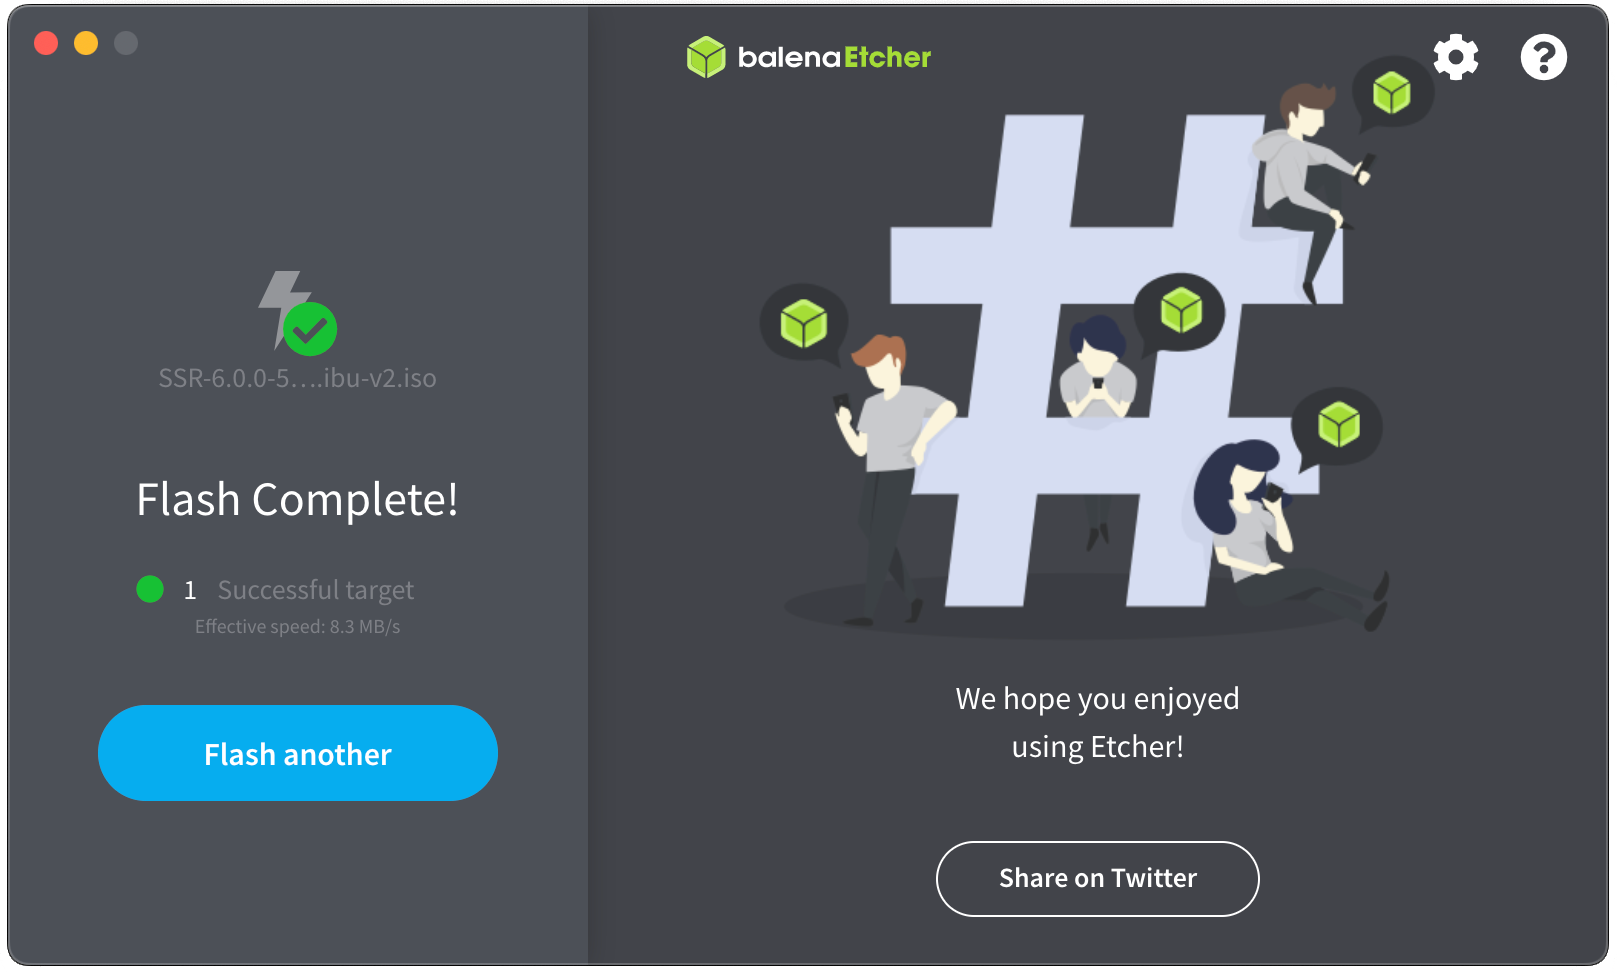 balenaEtcher
SSR-6.0.0-5….ibu-v2.iso
Flash Complete!
1 Successful target
Effective speed: 8.3 MB/s
Flash another
We hope you enjoyed
using Etcher!
Share on Twitter